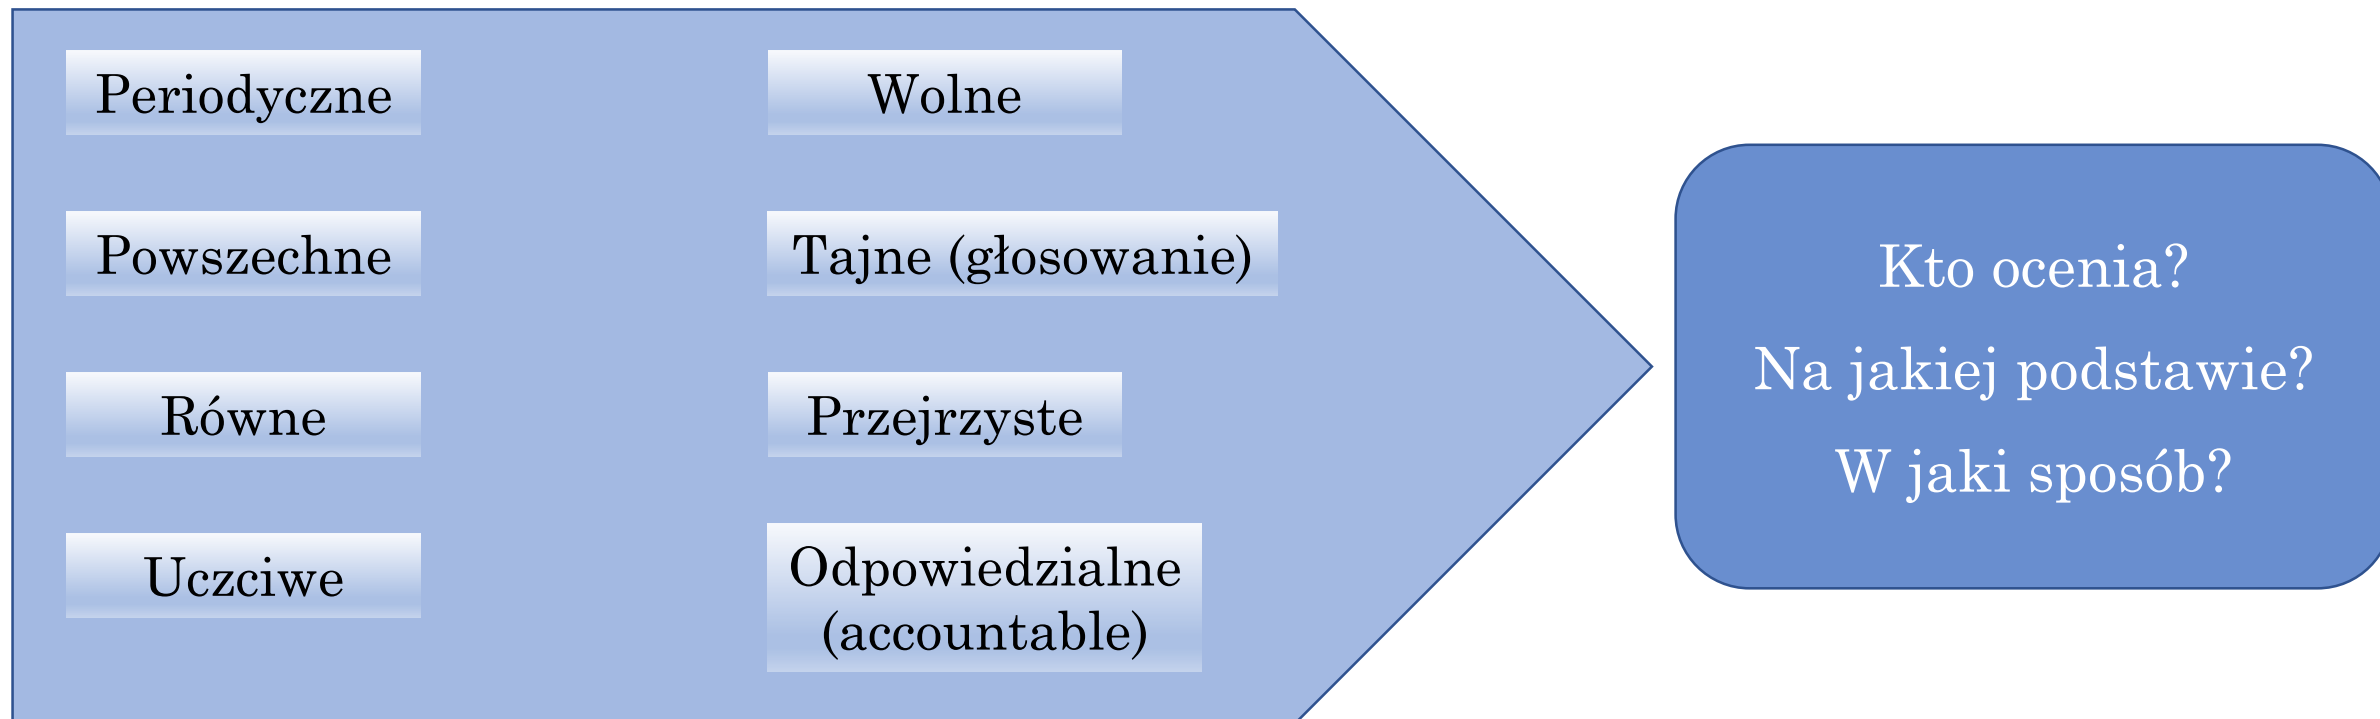 Periodyczne
Wolne
Powszechne
Tajne (głosowanie)
Równe
Przejrzyste
Uczciwe
Odpowiedzialne
(accountable)
Kto ocenia?
Na jakiej podstawie?
W jaki sposób?